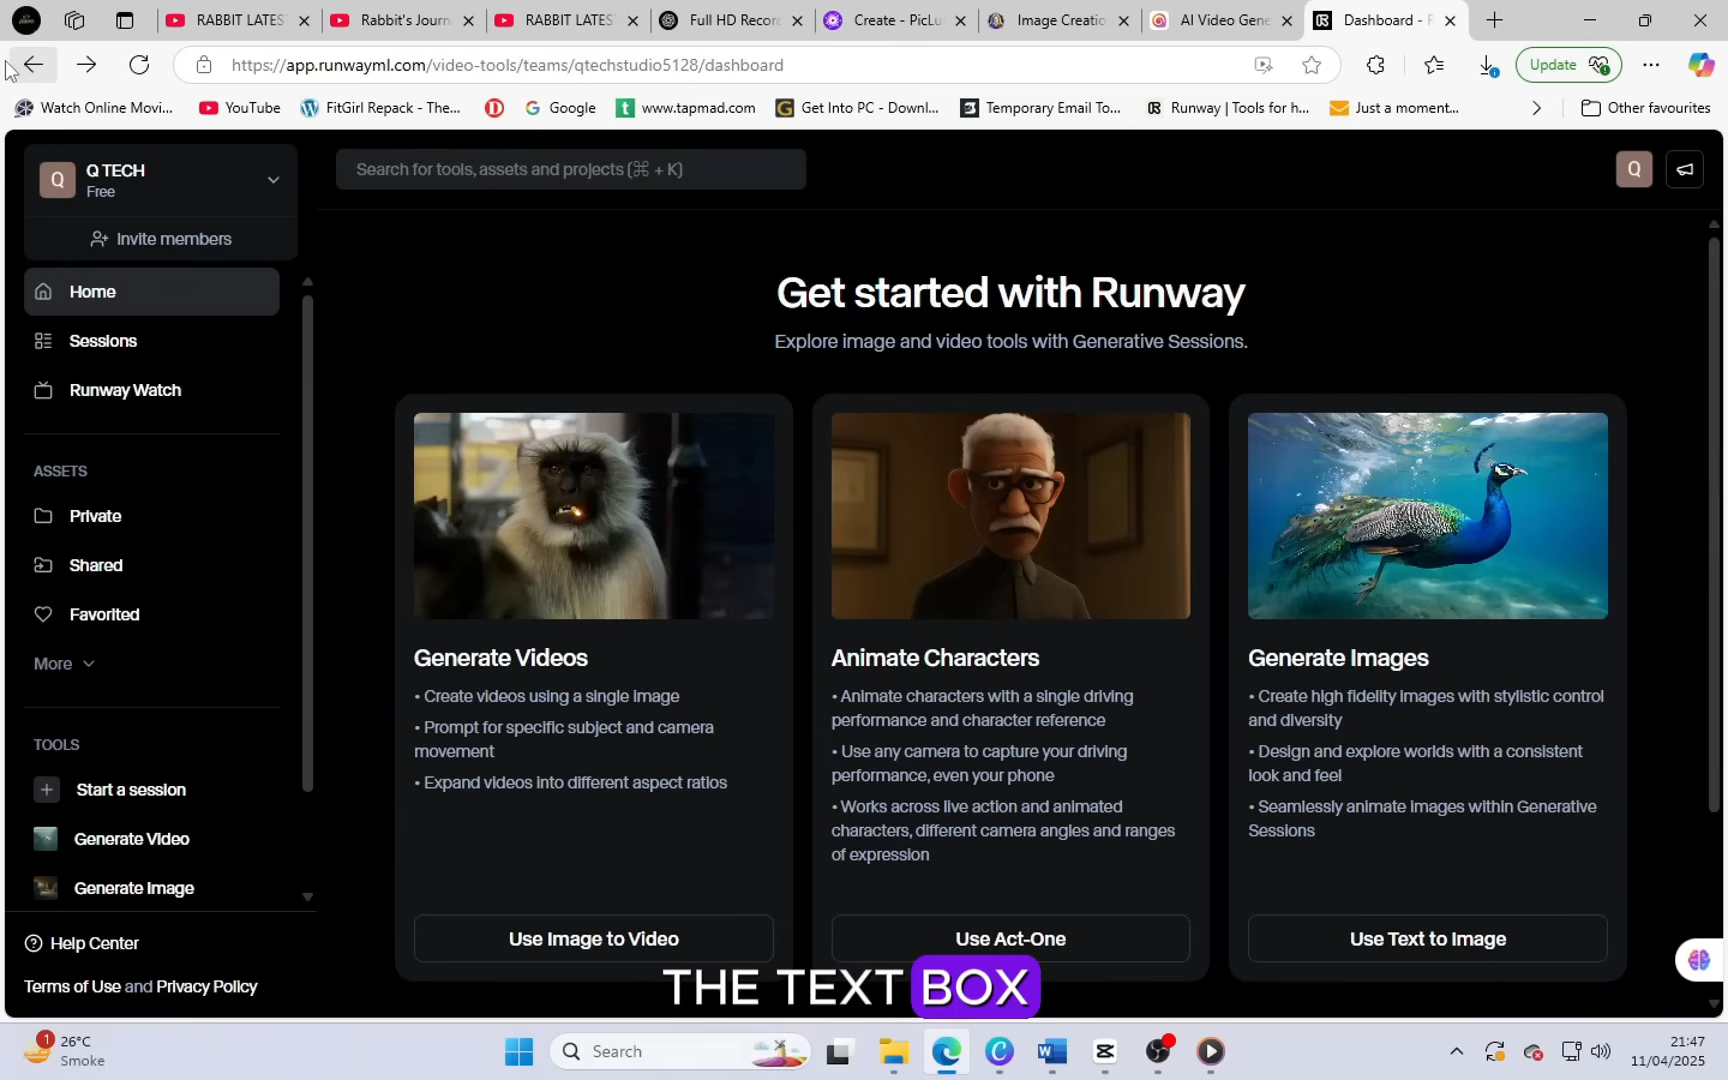 RABBIT LATES
Rabbit's Journ
RABBIT LATES
Full HD Recor
Create - PicLu
Image Creatio
AI Video Gene
Dashboard - R
https://app.runwayml.com/video-tools/teams/qtechstudio5128/dashboard
Update
Watch Online Movi...
YouTube
FitGirl Repack - The...
Google
www.tapmad.com
Get Into PC - Downl...
Temporary Email To...
Runway | Tools for h...
Just a moment...
Other favourites
Q
Q TECH
Free
Invite members
Search for tools, assets and projects (⌘ + K)
Q
Home
Sessions
Runway Watch
ASSETS
Private
Shared
Favorited
More
TOOLS
Start a session
Generate Video
Generate Image
Help Center
Terms of Use and Privacy Policy
Get started with Runway
Explore image and video tools with Generative Sessions.
Generate Videos
• Create videos using a single image
• Prompt for specific subject and camera
movement
• Expand videos into different aspect ratios
Use Image to Video
Animate Characters
• Animate characters with a single driving
performance and character reference
• Use any camera to capture your driving
performance, even your phone
• Works across live action and animated
characters, different camera angles and ranges
of expression
Use Act-One
Generate Images
• Create high fidelity images with stylistic control
and diversity
• Design and explore worlds with a consistent
look and feel
• Seamlessly animate images within Generative
Sessions
Use Text to Image
THE TEXT BOX
1
26°C
Smoke
Search
21:47
11/04/2025